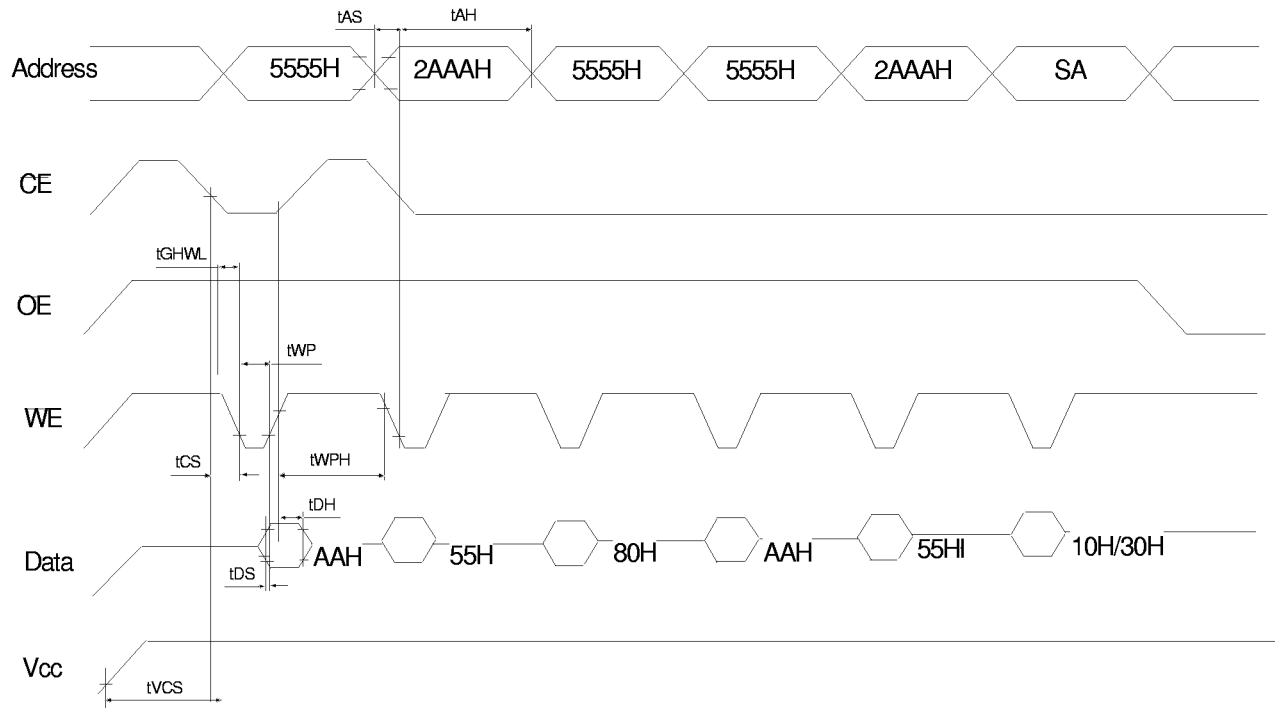 tAS tAH
Address 5555H 2AAAH 5555H 5555H 2AAAH SA
CE
tGHWL
OE
tWP
WE
tCS tWPH
tDH
Data AAH 55H 80H AAH 55HI 10H/30H
tDS
Vcc
tVCS